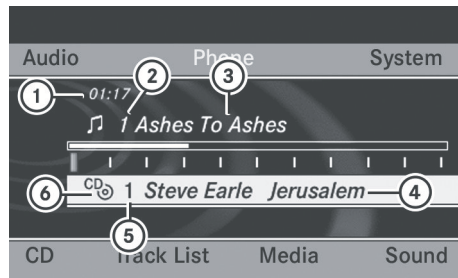 Audio Phone System
2 3
1 01:17
1 Ashes To Ashes
6 CD 1 Steve Earle Jerusalem 4
5
CD Track List Media Sound